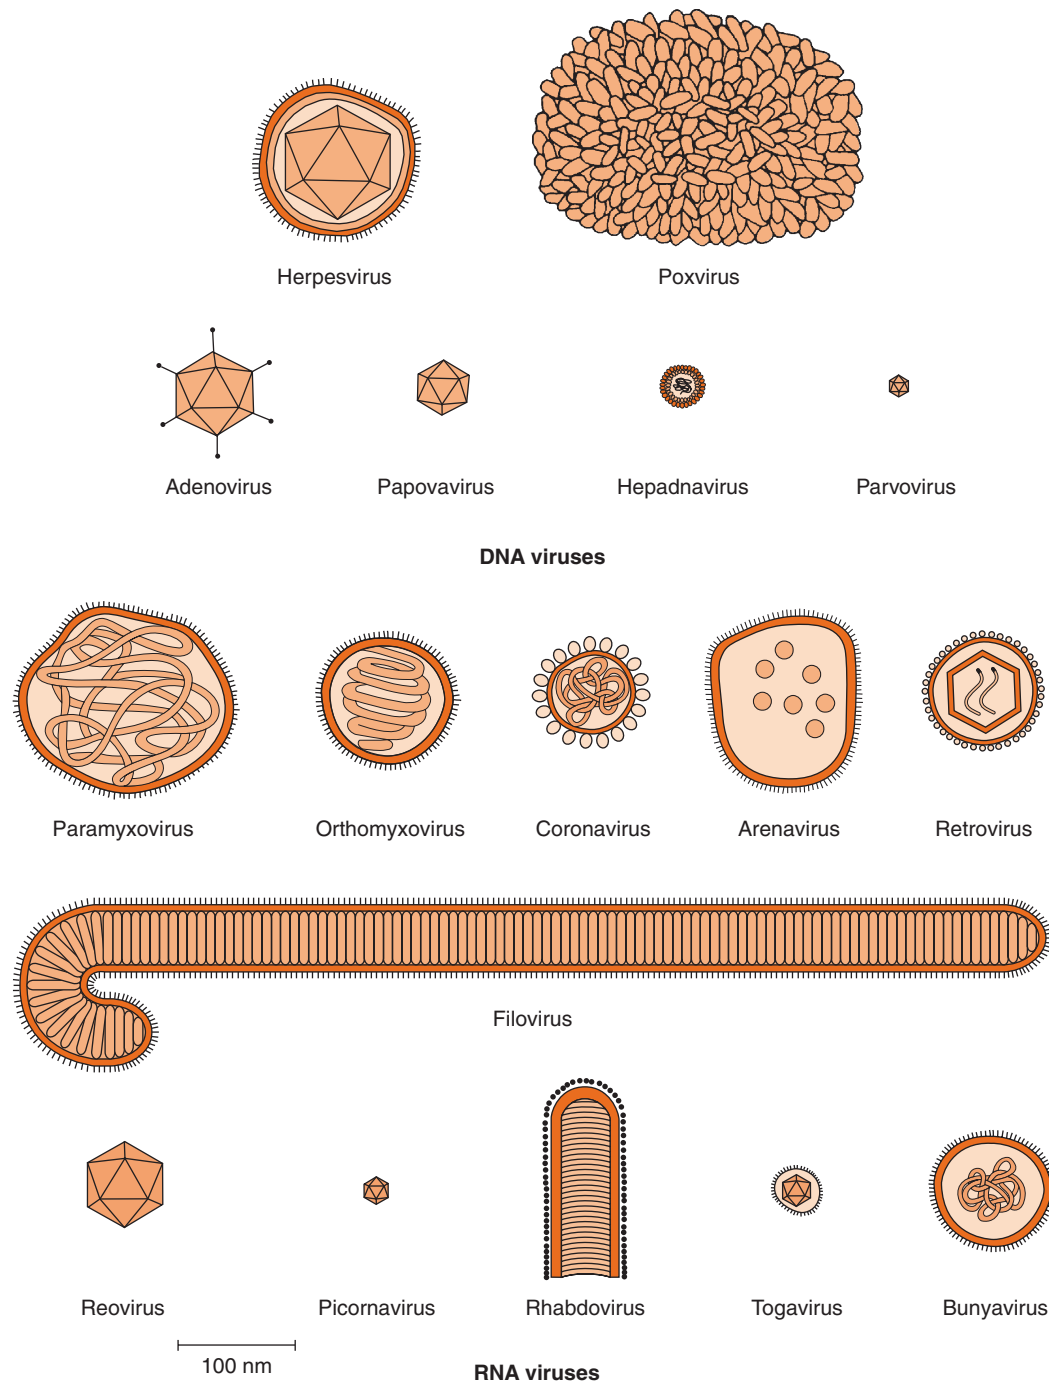 Herpesvirus
Poxvirus
Adenovirus
Papovavirus
Hepadnavirus
Parvovirus
DNA viruses
Paramyxovirus
Orthomyxovirus
Coronavirus
Arenavirus
Retrovirus
Filovirus
Reovirus
Picornavirus
Rhabdovirus
Togavirus
Bunyavirus
100 nm
RNA viruses